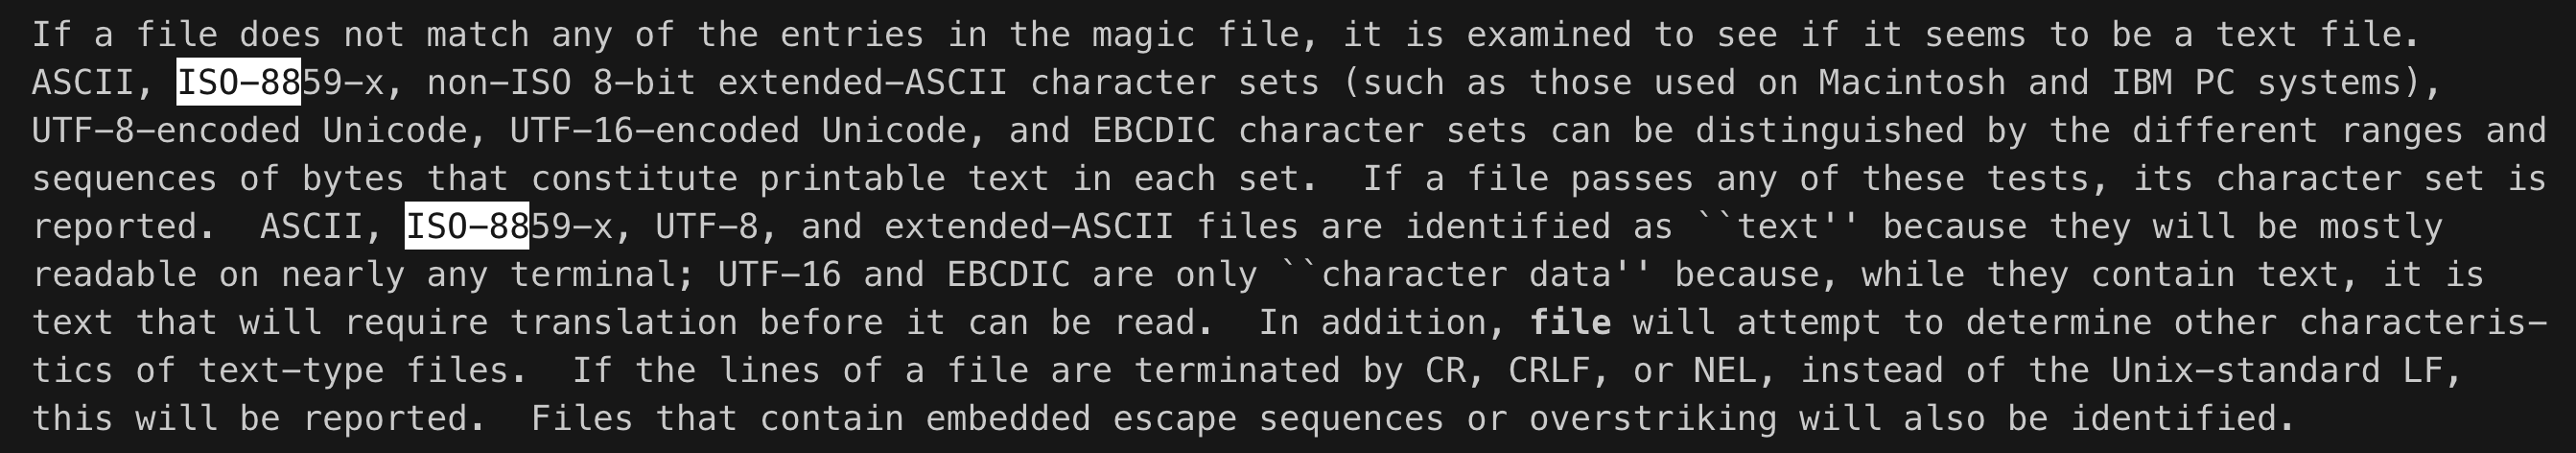 If a file does not match any of the entries in the magic file, it is examined to see if it seems to be a text file.
ASCII, ISO-8859-x, non-ISO 8-bit extended-ASCII character sets (such as those used on Macintosh and IBM PC systems),
UTF-8-encoded Unicode, UTF-16-encoded Unicode, and EBCDIC character sets can be distinguished by the different ranges and
sequences of bytes that constitute printable text in each set.  If a file passes any of these tests, its character set is
reported.  ASCII, ISO-8859-x, UTF-8, and extended-ASCII files are identified as ``text'' because they will be mostly
readable on nearly any terminal; UTF-16 and EBCDIC are only ``character data'' because, while they contain text, it is
text that will require translation before it can be read.  In addition, file will attempt to determine other characteris-
tics of text-type files.  If the lines of a file are terminated by CR, CRLF, or NEL, instead of the Unix-standard LF,
this will be reported.  Files that contain embedded escape sequences or overstriking will also be identified.